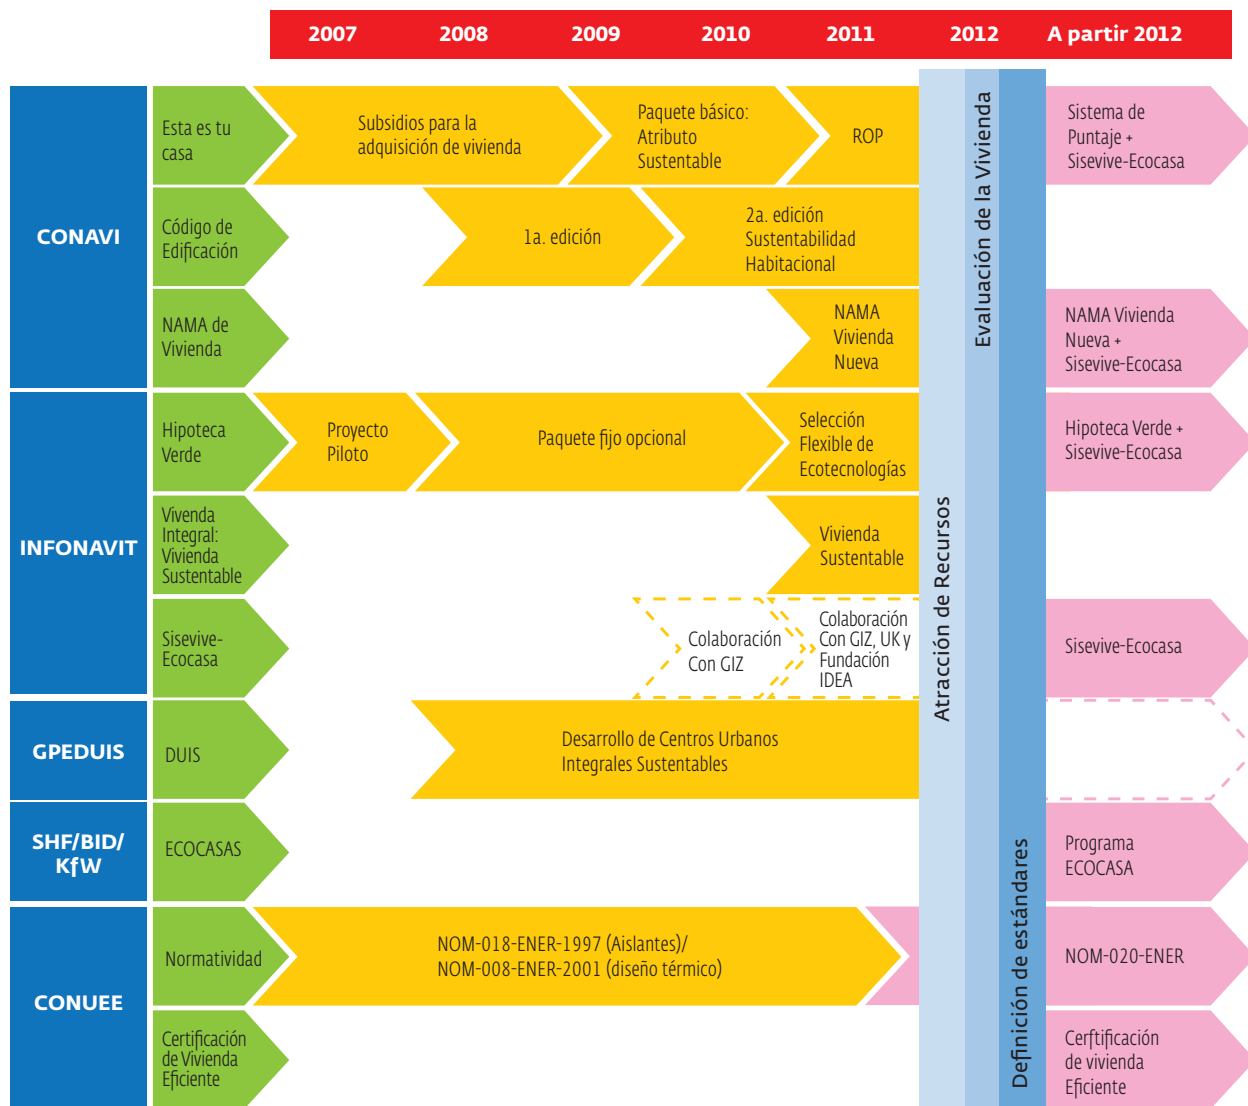 2007 2008 2009 2010 2011 2012 A partir 2012
CONAVI
Esta es tu
casa
Subsidios para la
adquisición de vivienda
Paquete básico:
Atributo
Sustentable
ROP
Sistema de
Puntaje +
Sisevive-Ecocasa
Código de
Edificación
1a. edición
2a. edición
Sustentabilidad
Habitacional
NAMA de
Vivienda
NAMA
Vivienda
Nueva
NAMA Vivienda
Nueva +
Sisevive-Ecocasa
INFONAVIT
Hipoteca
Verde
Proyecto
Piloto
Paquete fijo opcional
Selección
Flexible de
Ecotecnologías
Hipoteca Verde +
Sisevive-Ecocasa
Vivenda
Integral:
Vivienda
Sustentable
Vivienda
Sustentable
Sisevive-
Ecocasa
Colaboración
Con GIZ
Colaboración
Con GIZ, UK y
Fundación
IDEA
Sisevive-Ecocasa
GPEDUIS
DUIS
Desarrollo de Centros Urbanos
Integrales Sustentables
SHF/BID/
KfW
ECOCASAS
Programa
ECOCASA
CONUEE
Normatividad
NOM-018-ENER-1997 (Aislantes)/
NOM-008-ENER-2001 (diseño térmico)
NOM-020-ENER
Certificación
de Vivienda
Eficiente
Cerftificación
de vivienda
Eficiente
Atracción de Recursos
Evaluación de la Vivienda
Definición de estándares